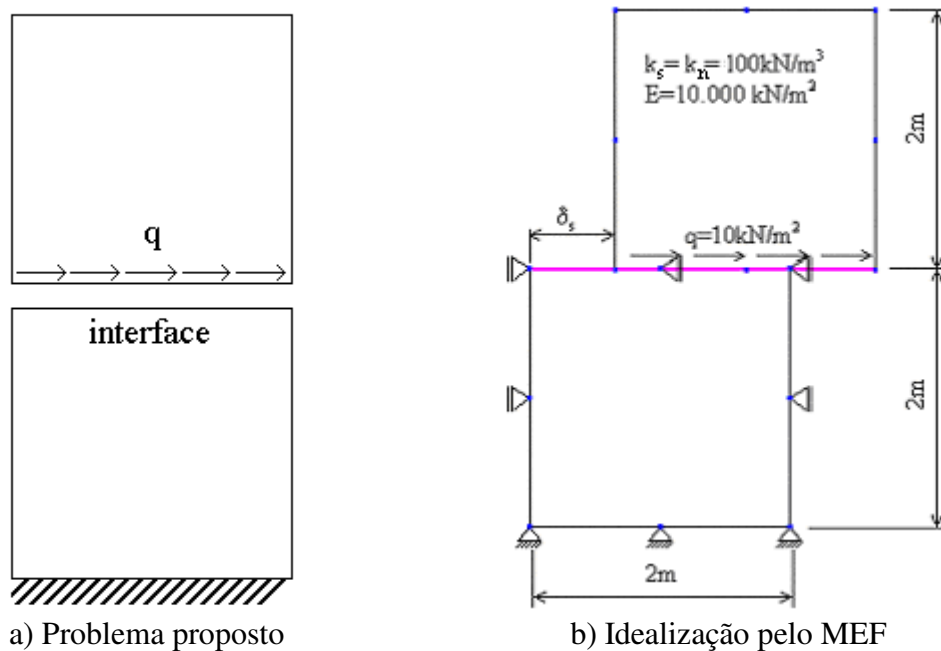 q
interface
a) Problema proposto
kₛ= kₙ= 100kN/m³
E=10.000 kN/m²
2m
δₛ
q=10kN/m²
2m
2m
b) Idealização pelo MEF